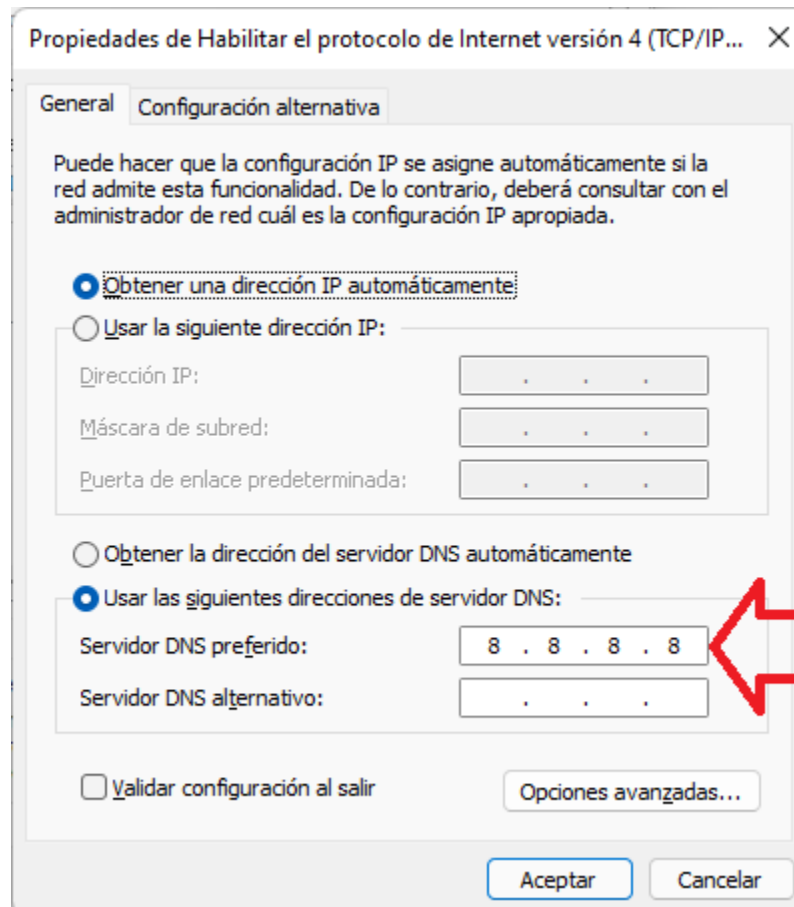 Propiedades de Habilitar el protocolo de Internet versión 4 (TCP/IP...
General
Configuración alternativa
Puede hacer que la configuración IP se asigne automáticamente si la
red admite esta funcionalidad. De lo contrario, deberá consultar con el
administrador de red cuál es la configuración IP apropiada.
Obtener una dirección IP automáticamente
Usar la siguiente dirección IP:
Dirección IP: . . .
Máscara de subred: . . .
Puerta de enlace predeterminada: . . .
Obtener la dirección del servidor DNS automáticamente
Usar las siguientes direcciones de servidor DNS:
Servidor DNS preferido: 8 . 8 . 8 . 8
Servidor DNS alternativo: . . .
Validar configuración al salir
Opciones avanzadas...
Aceptar
Cancelar